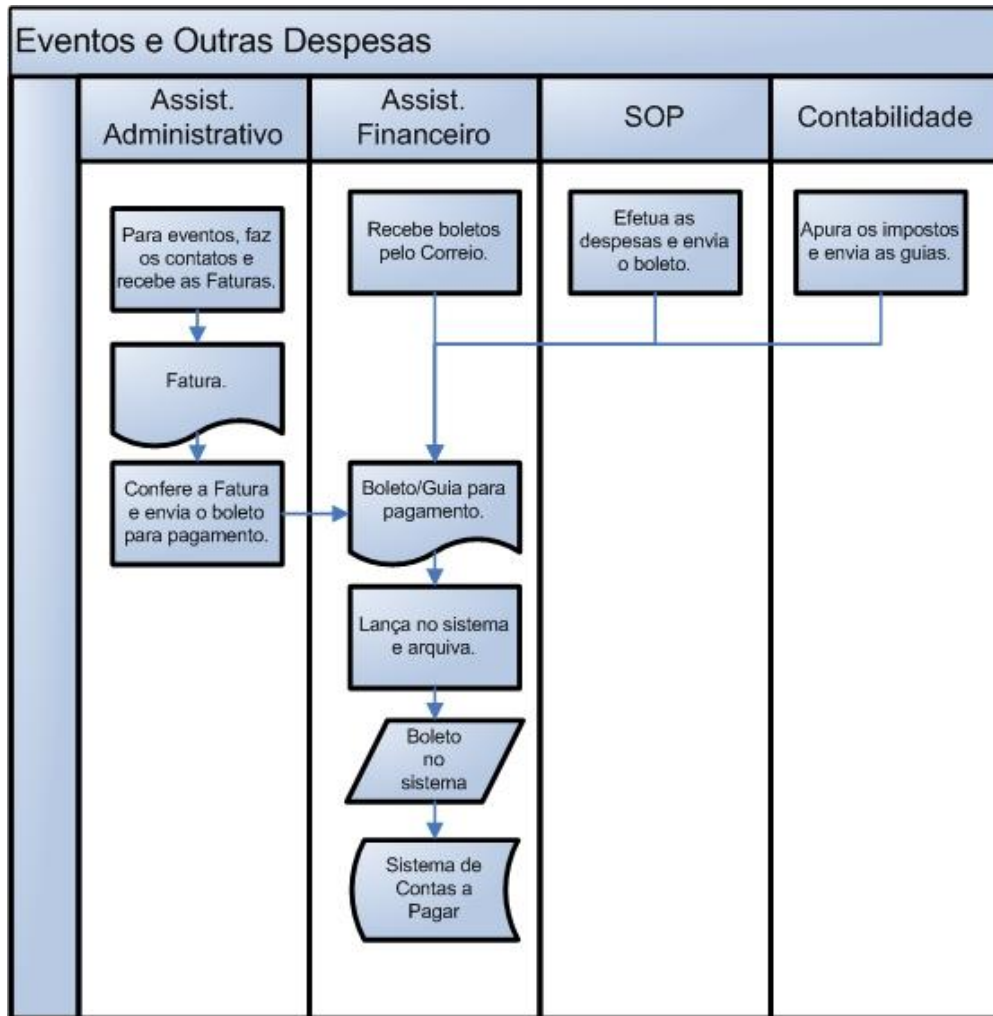 Eventos e Outras Despesas
Assist.
Administrativo
Assist.
Financeiro
SOP
Contabilidade
Para eventos, faz
os contatos e
recebe as Faturas.
Fatura.
Confere a Fatura
e envia o boleto
para pagamento.
Recebe boletos
pelo Correio.
Boleto/Guia para
pagamento.
Lança no sistema
e arquiva.
Boleto
no
sistema
Sistema de
Contas a
Pagar
Efetua as
despesas e envia
o boleto.
Apura os impostos
e envia as guias.